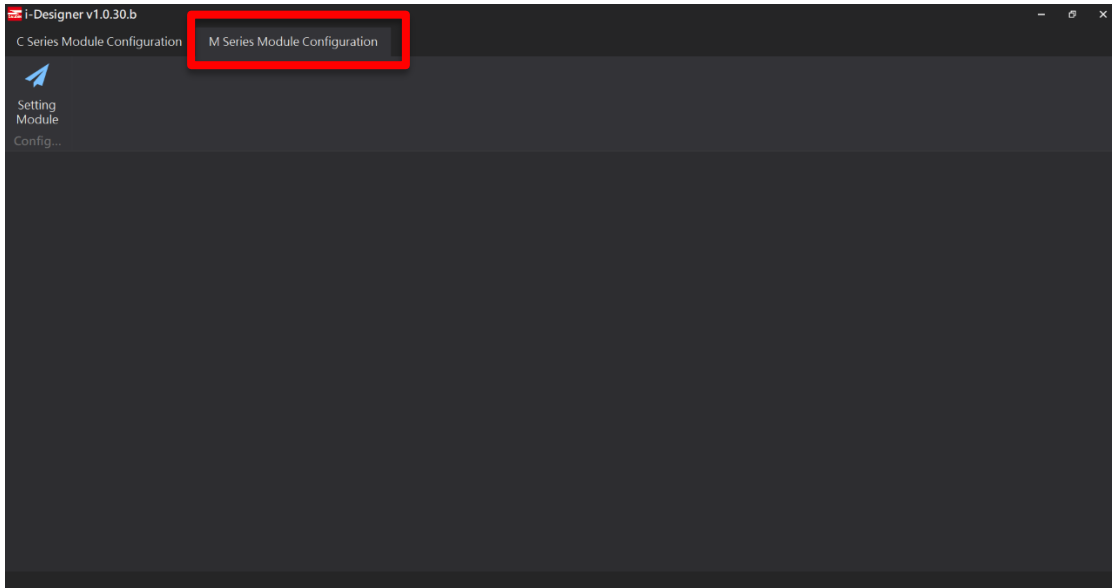 i-Designer v1.0.30.b
C Series Module Configuration
M Series Module Configuration
Setting
Module
Config...